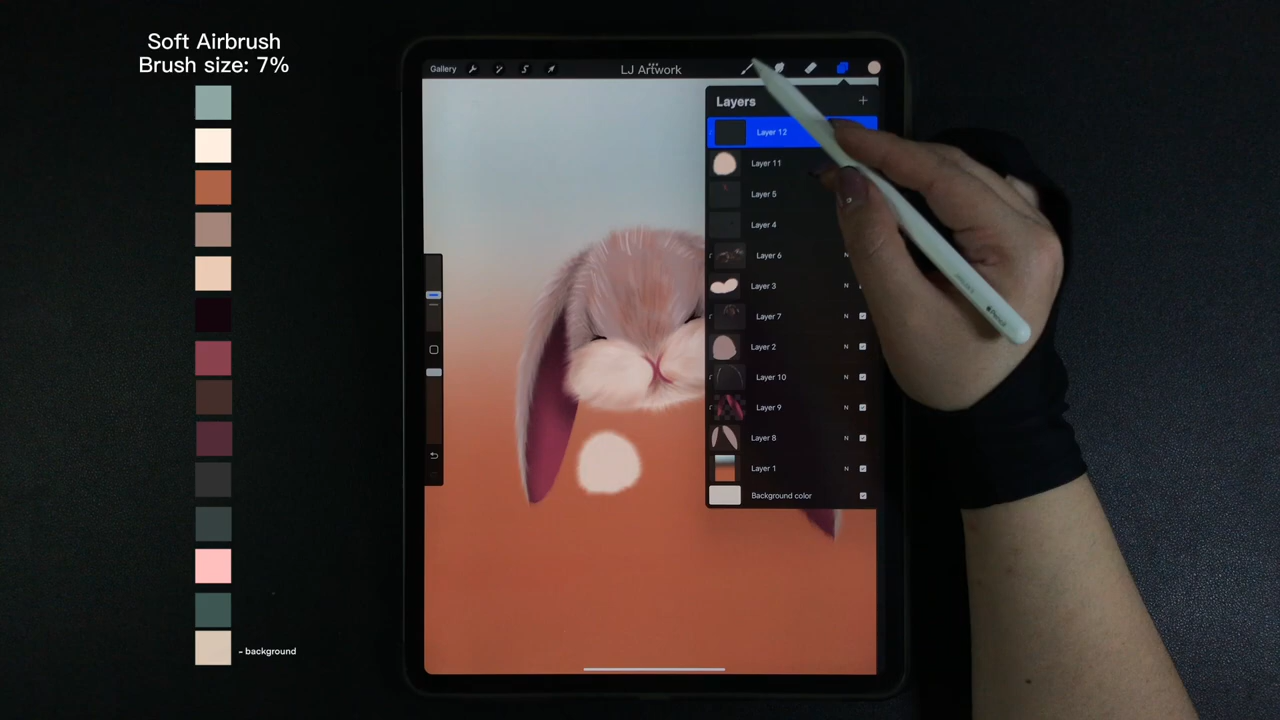 Soft Airbrush
Brush size: 7%
- background
Gallery
LJ Artwork
Layers
Layer 12
Layer 11
Layer 5
Layer 4
Layer 6
N
Layer 3
Layer 7
N
Layer 2
N
Layer 10
N
Layer 9
N
Layer 8
N
Layer 1
N
Background color